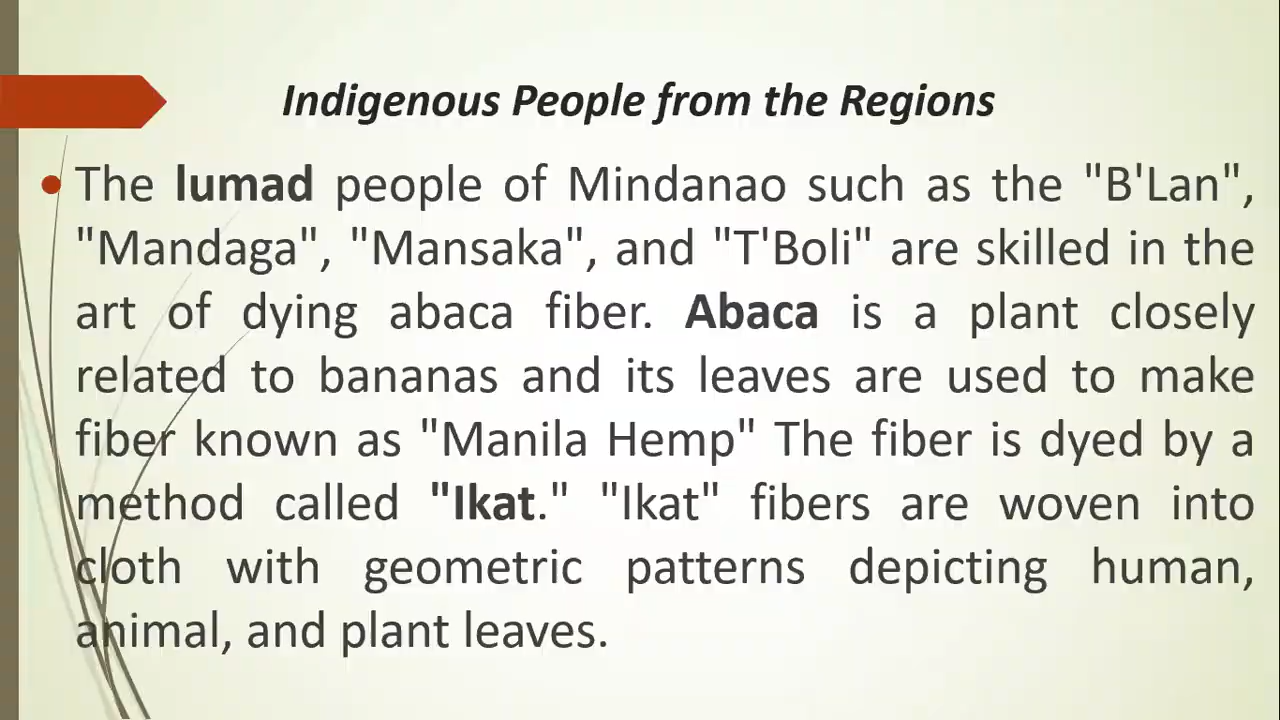 Indigenous People from the Regions
The lumad people of Mindanao such as the "B'Lan",
"Mandaga", "Mansaka", and "T'Boli" are skilled in the
art of dying abaca fiber. Abaca is a plant closely
related to bananas and its leaves are used to make
fiber known as "Manila Hemp" The fiber is dyed by a
method called "Ikat." "Ikat" fibers are woven into
cloth with geometric patterns depicting human,
animal, and plant leaves.